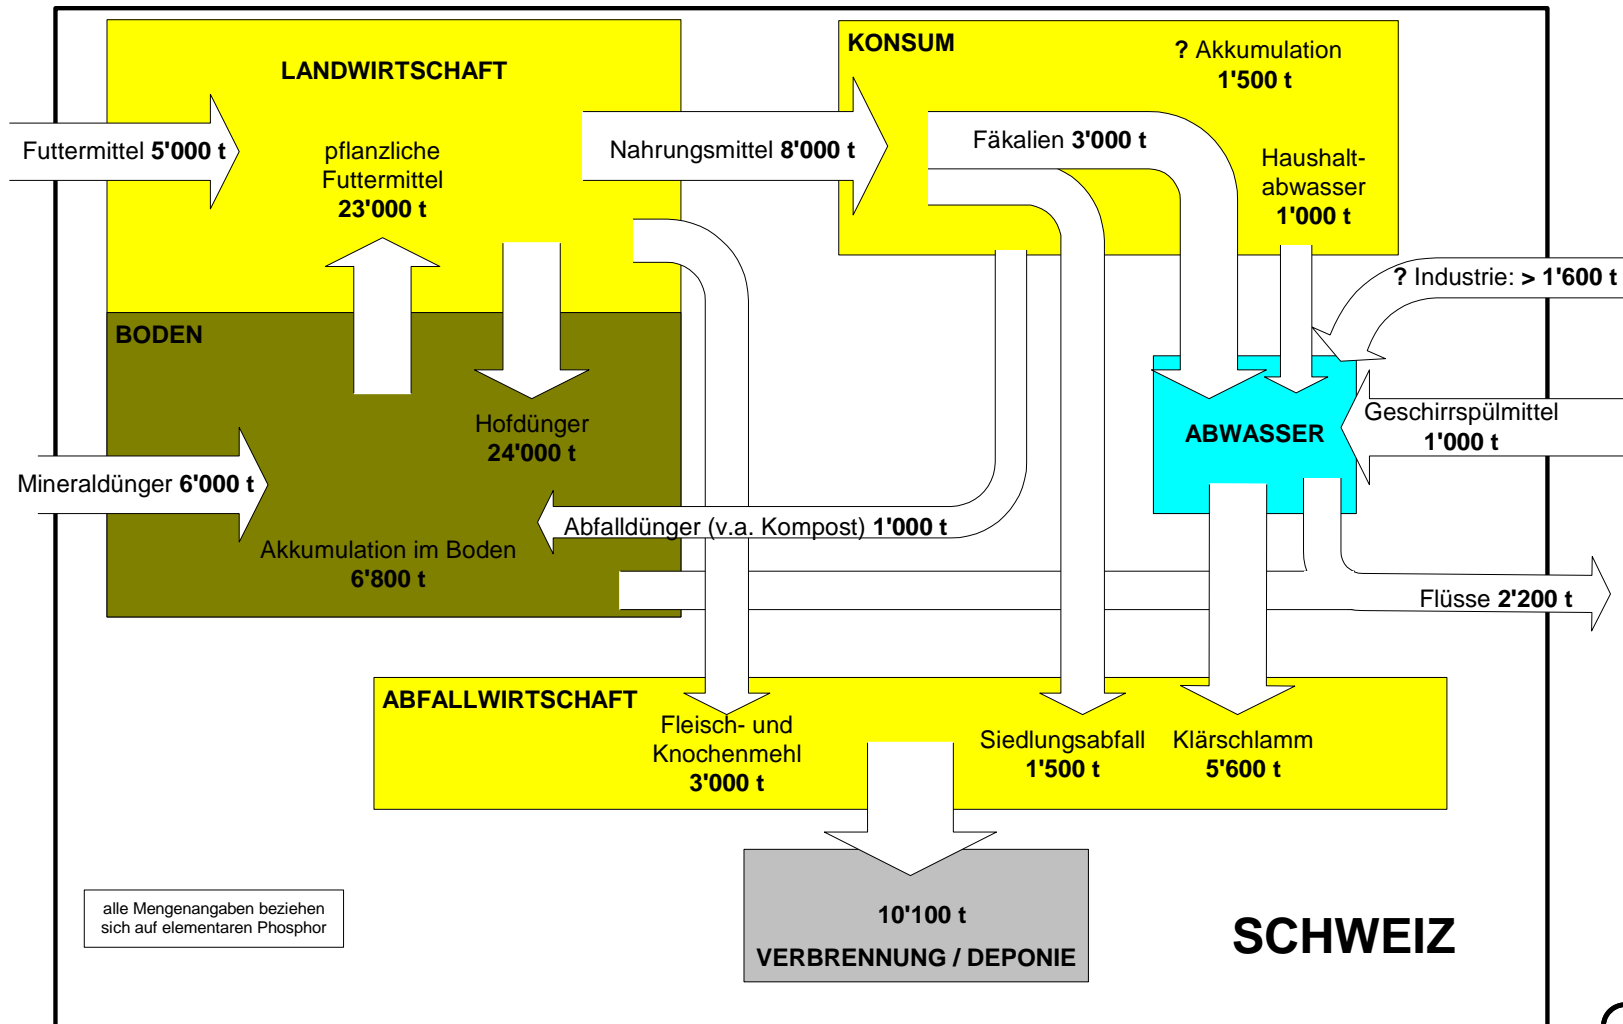 LANDWIRTSCHAFT
Futtermittel 5'000 t
pflanzliche
Futtermittel
23'000 t
Nahrungsmittel 8'000 t
KONSUM
? Akkumulation
1'500 t
Fäkalien 3'000 t
Haushalt-
abwasser
1'000 t
? Industrie: > 1'600 t
BODEN
Hofdünger
24'000 t
Mineraldünger 6'000 t
Akkumulation im Boden
6'800 t
Abfalldünger (v.a. Kompost) 1'000 t
ABWASSER
Geschirrspülmittel
1'000 t
Flüsse 2'200 t
ABFALLWIRTSCHAFT
Fleisch- und
Knochenmehl
3'000 t
Siedlungsabfall
1'500 t
Klärschlamm
5'600 t
10'100 t
VERBRENNUNG / DEPONIE
alle Mengenangaben beziehen
sich auf elementaren Phosphor
SCHWEIZ